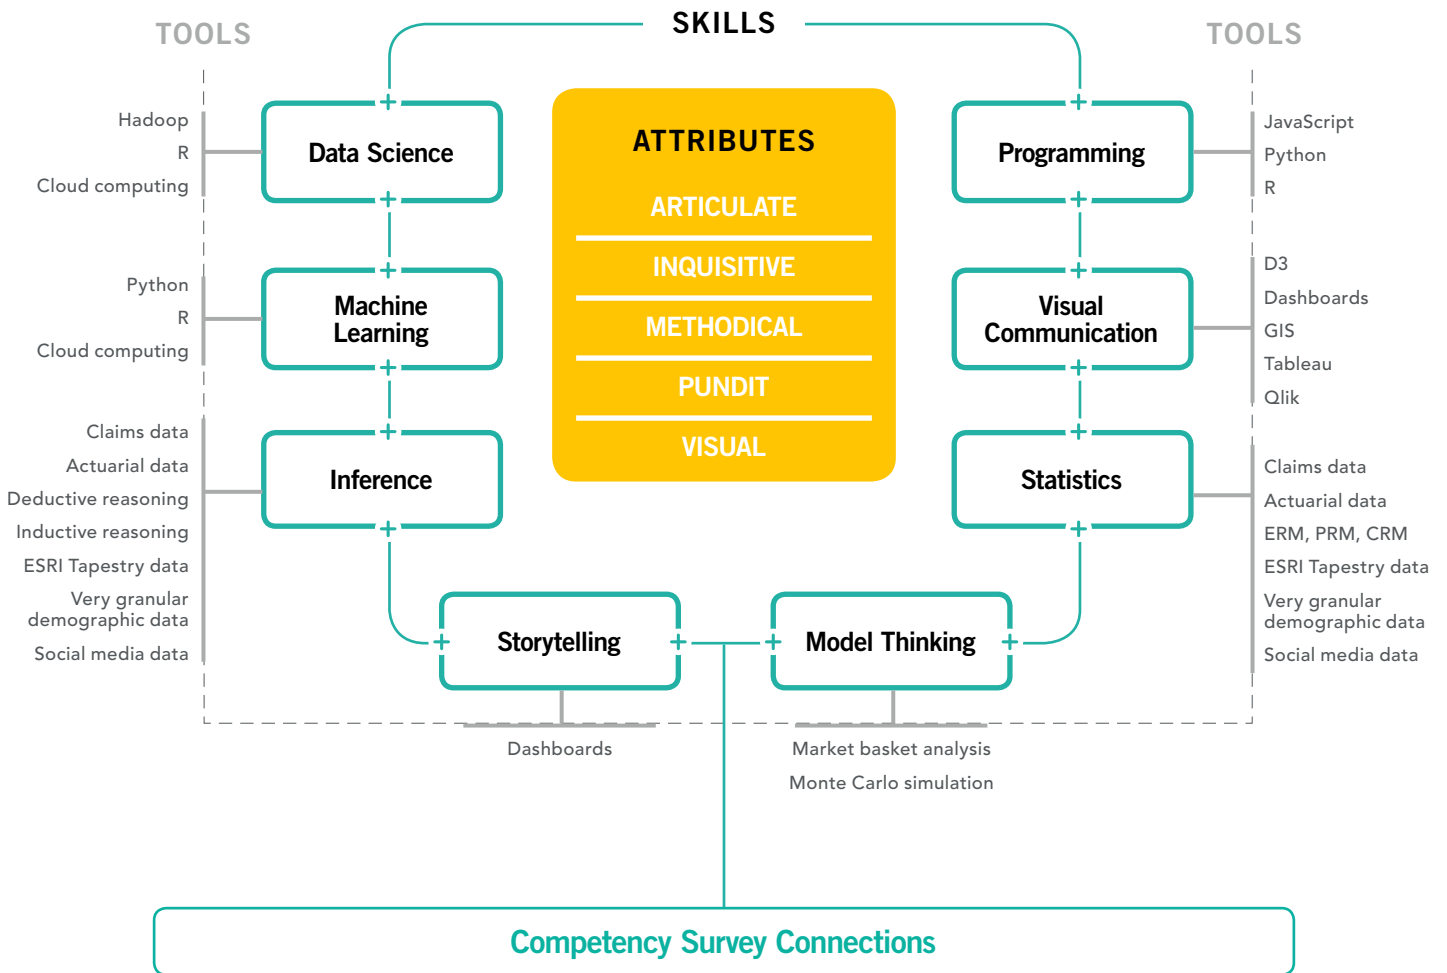 SKILLS
TOOLS
Hadoop
R
Cloud computing
Data Science
Python
R
Cloud computing
Machine
Learning
Claims data
Actuarial data
Deductive reasoning
Inductive reasoning
ESRI Tapestry data
Very granular
demographic data
Social media data
Inference
ATTRIBUTES
ARTICULATE
INQUISITIVE
METHODICAL
PUNDIT
VISUAL
TOOLS
Programming
JavaScript
Python
R
Visual
Communication
D3
Dashboards
GIS
Tableau
Qlik
Statistics
Claims data
Actuarial data
ERM, PRM, CRM
ESRI Tapestry data
Very granular
demographic data
Social media data
Storytelling
Dashboards
Model Thinking
Market basket analysis
Monte Carlo simulation
Competency Survey Connections